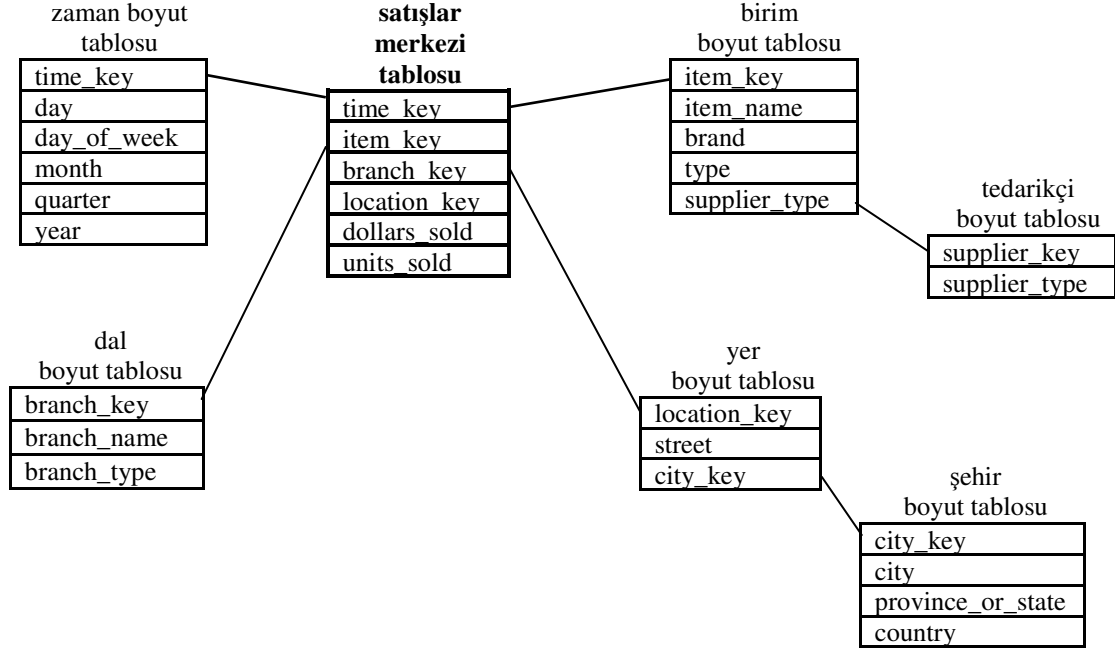 zaman boyut
tablosu
time_key
day
day_of_week
month
quarter
year
satışlar
merkezi
tablosu
time_key
item_key
branch_key
location_key
dollars_sold
units_sold
birim
boyut tablosu
item_key
item_name
brand
type
supplier_type
tedarikçi
boyut tablosu
supplier_key
supplier_type
dal
boyut tablosu
branch_key
branch_name
branch_type
yer
boyut tablosu
location_key
street
city_key
şehir
boyut tablosu
city_key
city
province_or_state
country